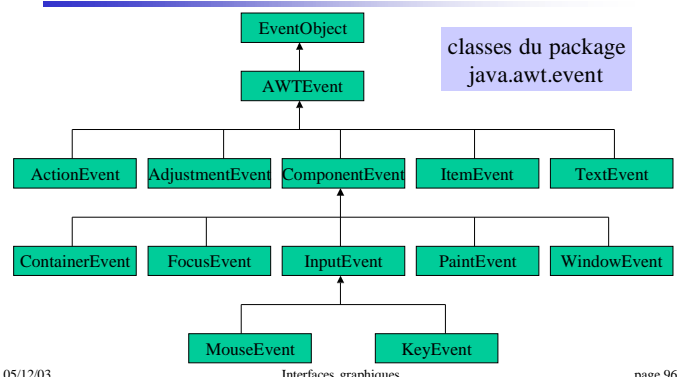 EventObject
classes du package
java.awt.event
AWTEvent
ActionEvent AdjustmentEvent ComponentEvent ItemEvent TextEvent
ContainerEvent FocusEvent InputEvent PaintEvent WindowEvent
MouseEvent KeyEvent
05/12/03 Interfaces graphiques page 96